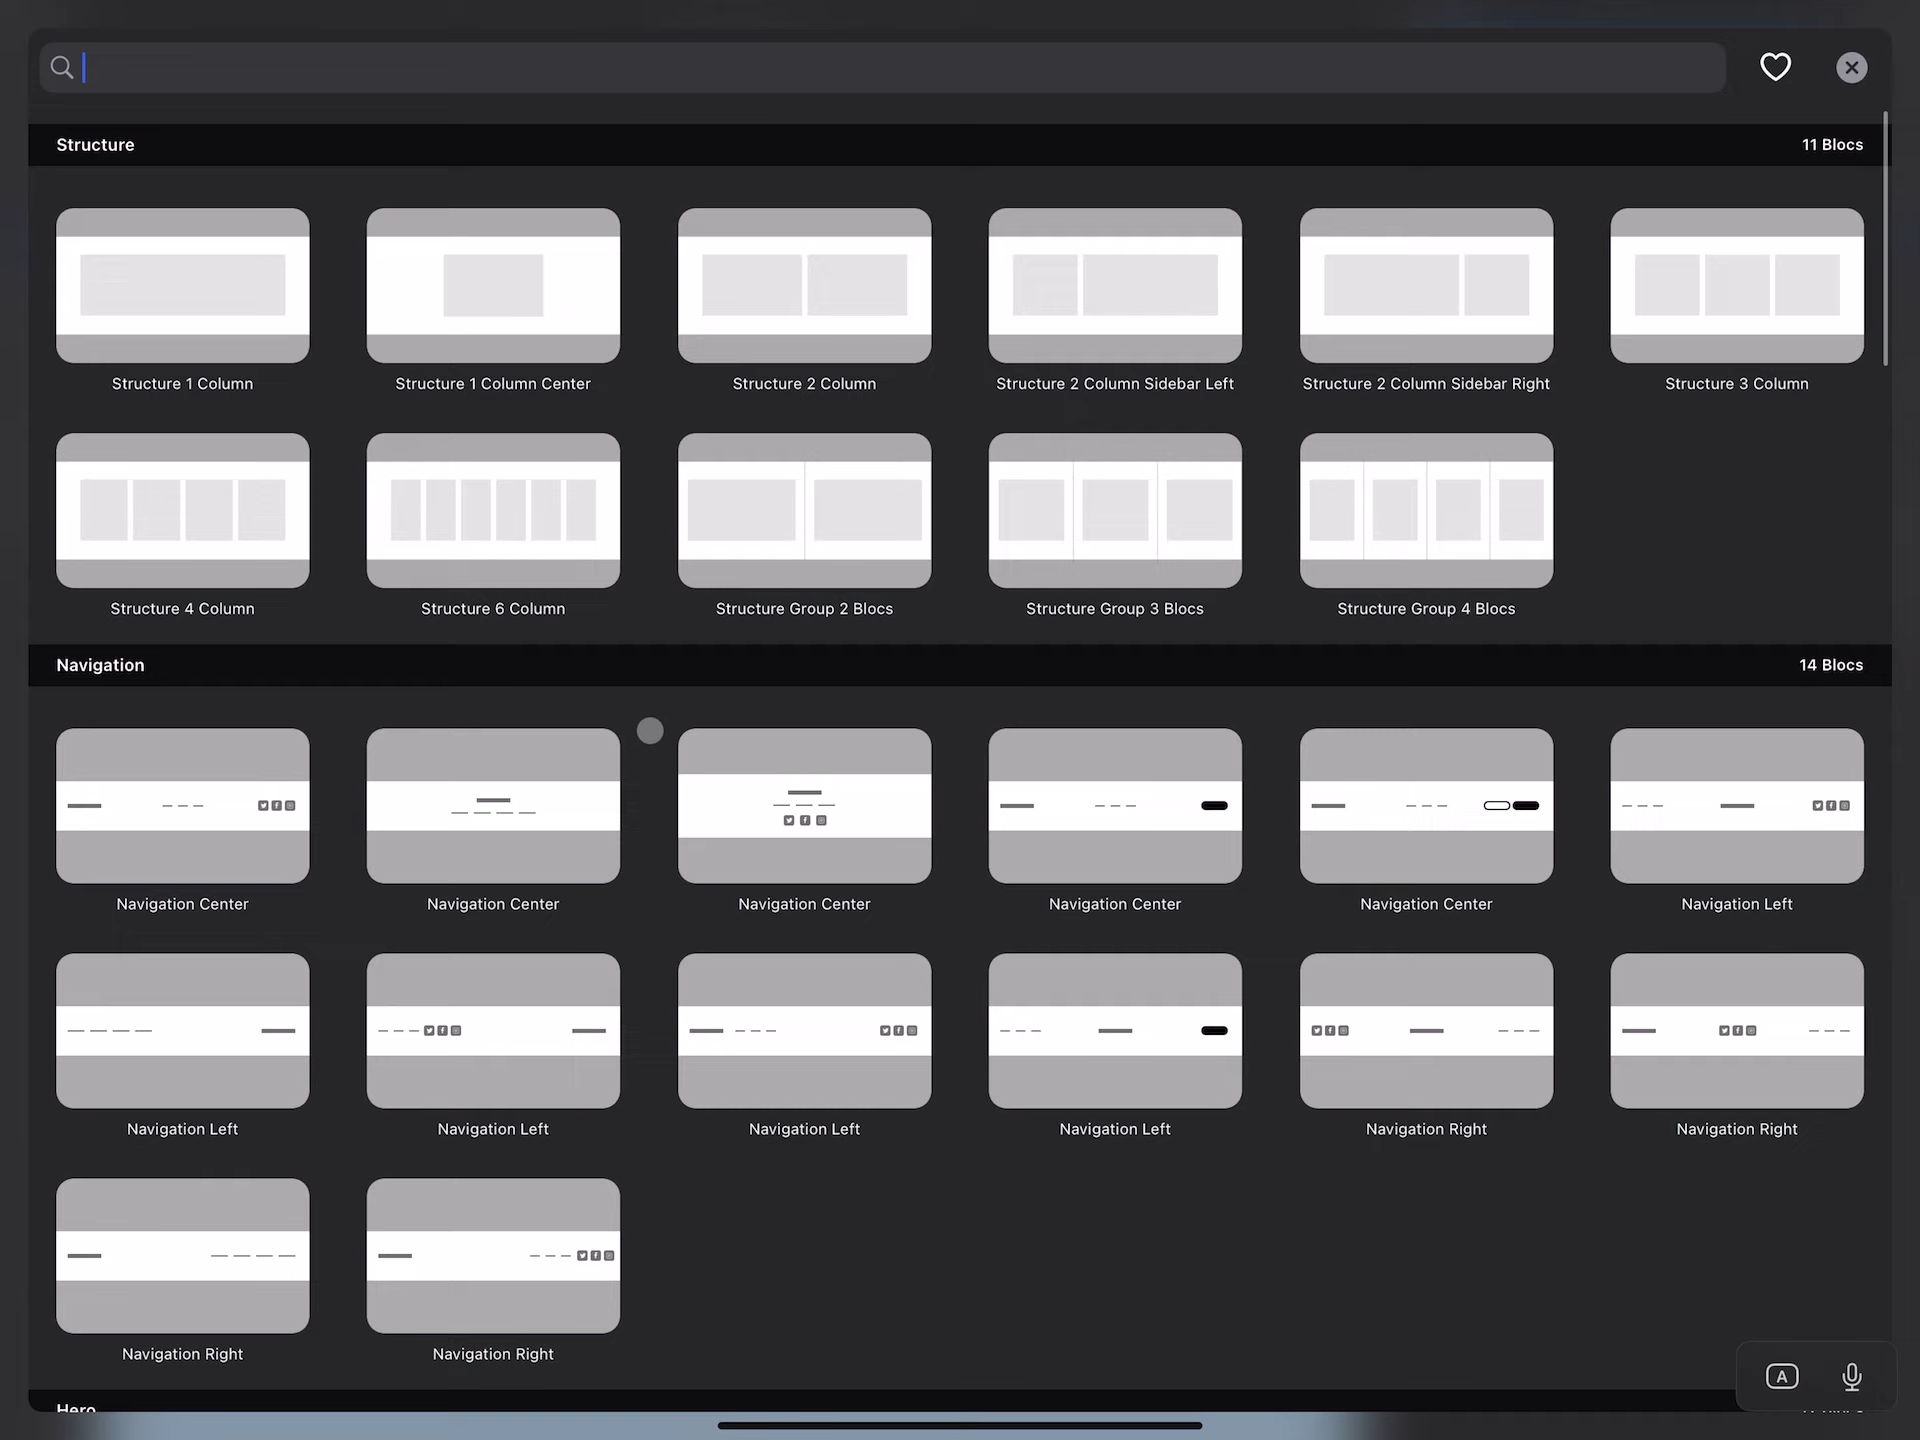 Structure
11 Blocs
Structure 1 Column
Structure 1 Column Center
Structure 2 Column
Structure 2 Column Sidebar Left
Structure 2 Column Sidebar Right
Structure 3 Column
Structure 4 Column
Structure 6 Column
Structure Group 2 Blocs
Structure Group 3 Blocs
Structure Group 4 Blocs
Navigation
14 Blocs
Navigation Center
Navigation Center
Navigation Center
Navigation Center
Navigation Center
Navigation Left
Navigation Left
Navigation Left
Navigation Left
Navigation Left
Navigation Right
Navigation Right
Navigation Right
Navigation Right
Hero
A